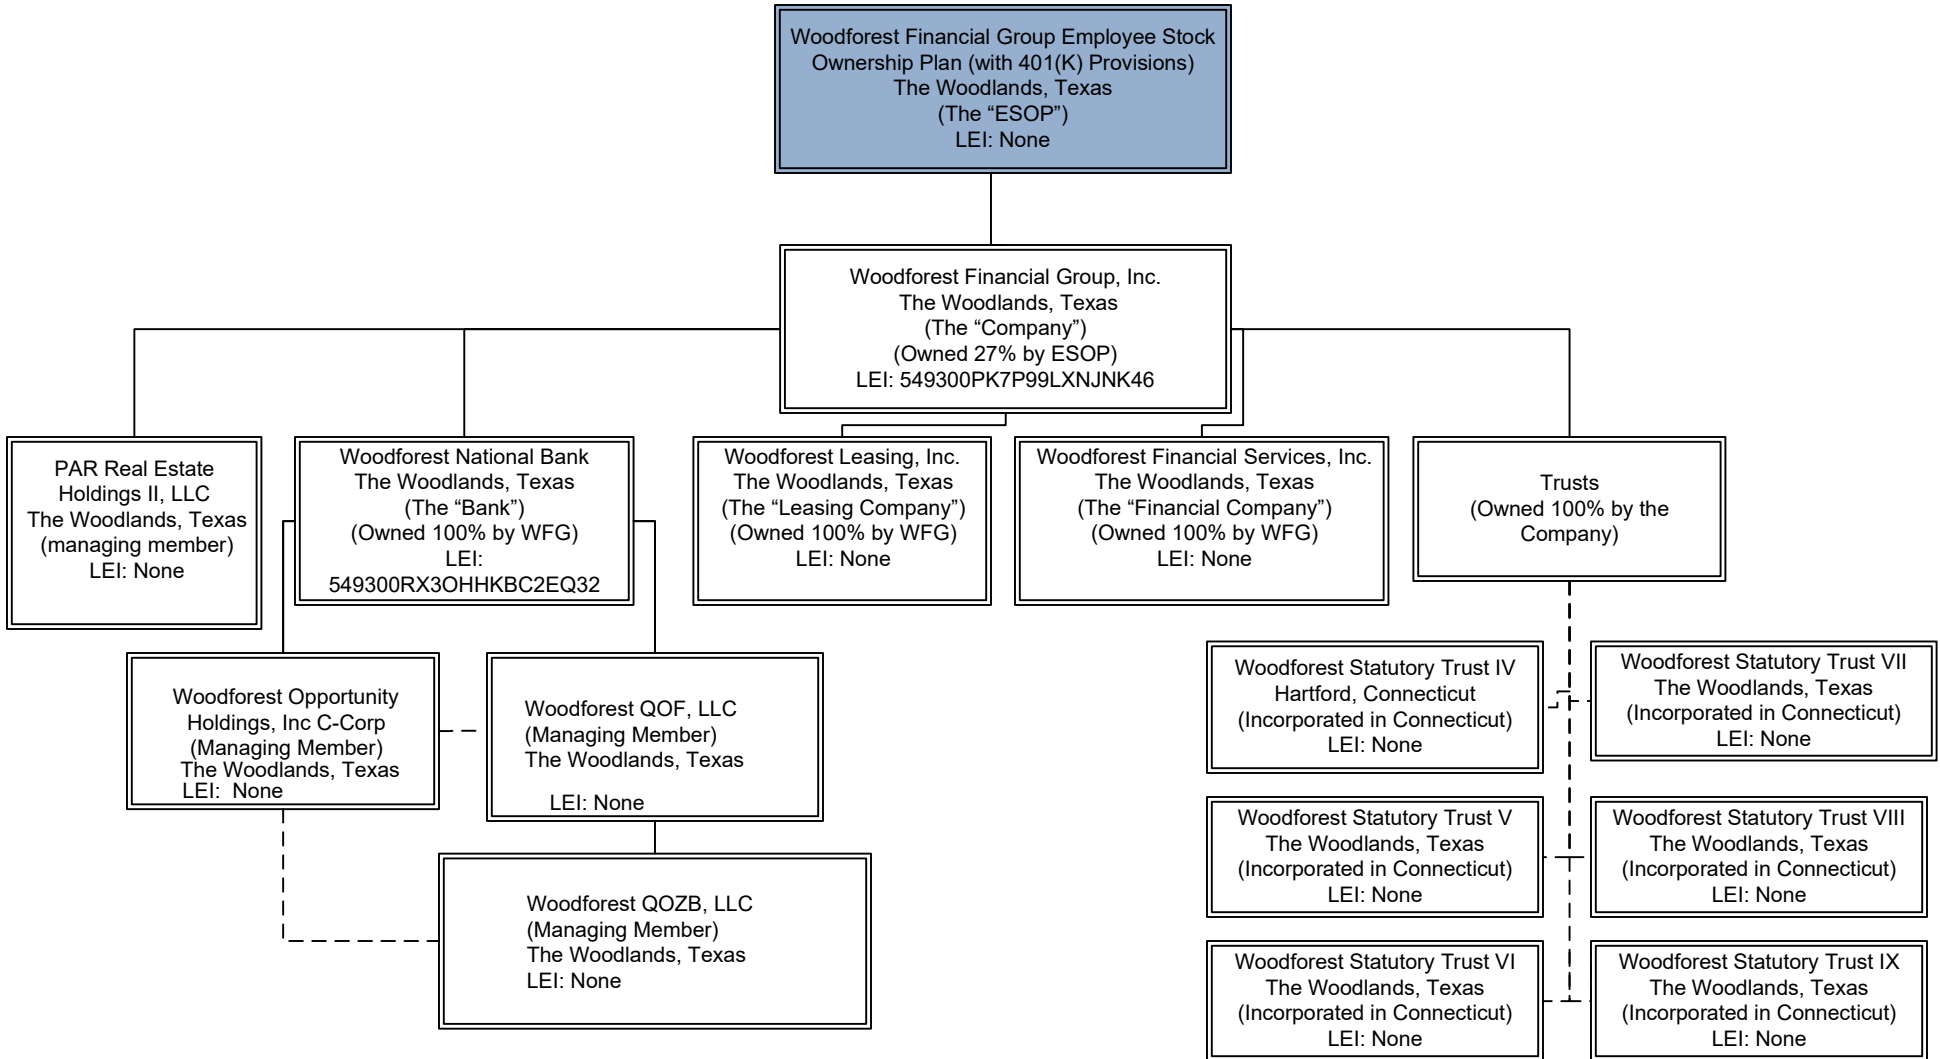 Woodforest Financial Group Employee Stock
Ownership Plan (with 401(K) Provisions)
The Woodlands, Texas
(The “ESOP”)
LEI: None
Woodforest Financial Group, Inc.
The Woodlands, Texas
(The “Company”)
(Owned 27% by ESOP)
LEI: 549300PK7P99LXNJNK46
PAR Real Estate
Holdings II, LLC
The Woodlands, Texas
(managing member)
LEI: None
Woodforest National Bank
The Woodlands, Texas
(The “Bank”)
(Owned 100% by WFG)
LEI:
549300RX3OHHKBC2EQ32
Woodforest Leasing, Inc.
The Woodlands, Texas
(The “Leasing Company”)
(Owned 100% by WFG)
LEI: None
Woodforest Financial Services, Inc.
The Woodlands, Texas
(The “Financial Company”)
(Owned 100% by WFG)
LEI: None
Trusts
(Owned 100% by the
Company)
Woodforest Opportunity
Holdings, Inc C-Corp
(Managing Member)
The Woodlands, Texas
LEI:  None
Woodforest QOF, LLC
(Managing Member)
The Woodlands, Texas
LEI: None
Woodforest QOZB, LLC
(Managing Member)
The Woodlands, Texas
LEI: None
Woodforest Statutory Trust IV
Hartford, Connecticut
(Incorporated in Connecticut)
LEI: None
Woodforest Statutory Trust VII
The Woodlands, Texas
(Incorporated in Connecticut)
LEI: None
Woodforest Statutory Trust V
The Woodlands, Texas
(Incorporated in Connecticut)
LEI: None
Woodforest Statutory Trust VIII
The Woodlands, Texas
(Incorporated in Connecticut)
LEI: None
Woodforest Statutory Trust VI
The Woodlands, Texas
(Incorporated in Connecticut)
LEI: None
Woodforest Statutory Trust IX
The Woodlands, Texas
(Incorporated in Connecticut)
LEI: None